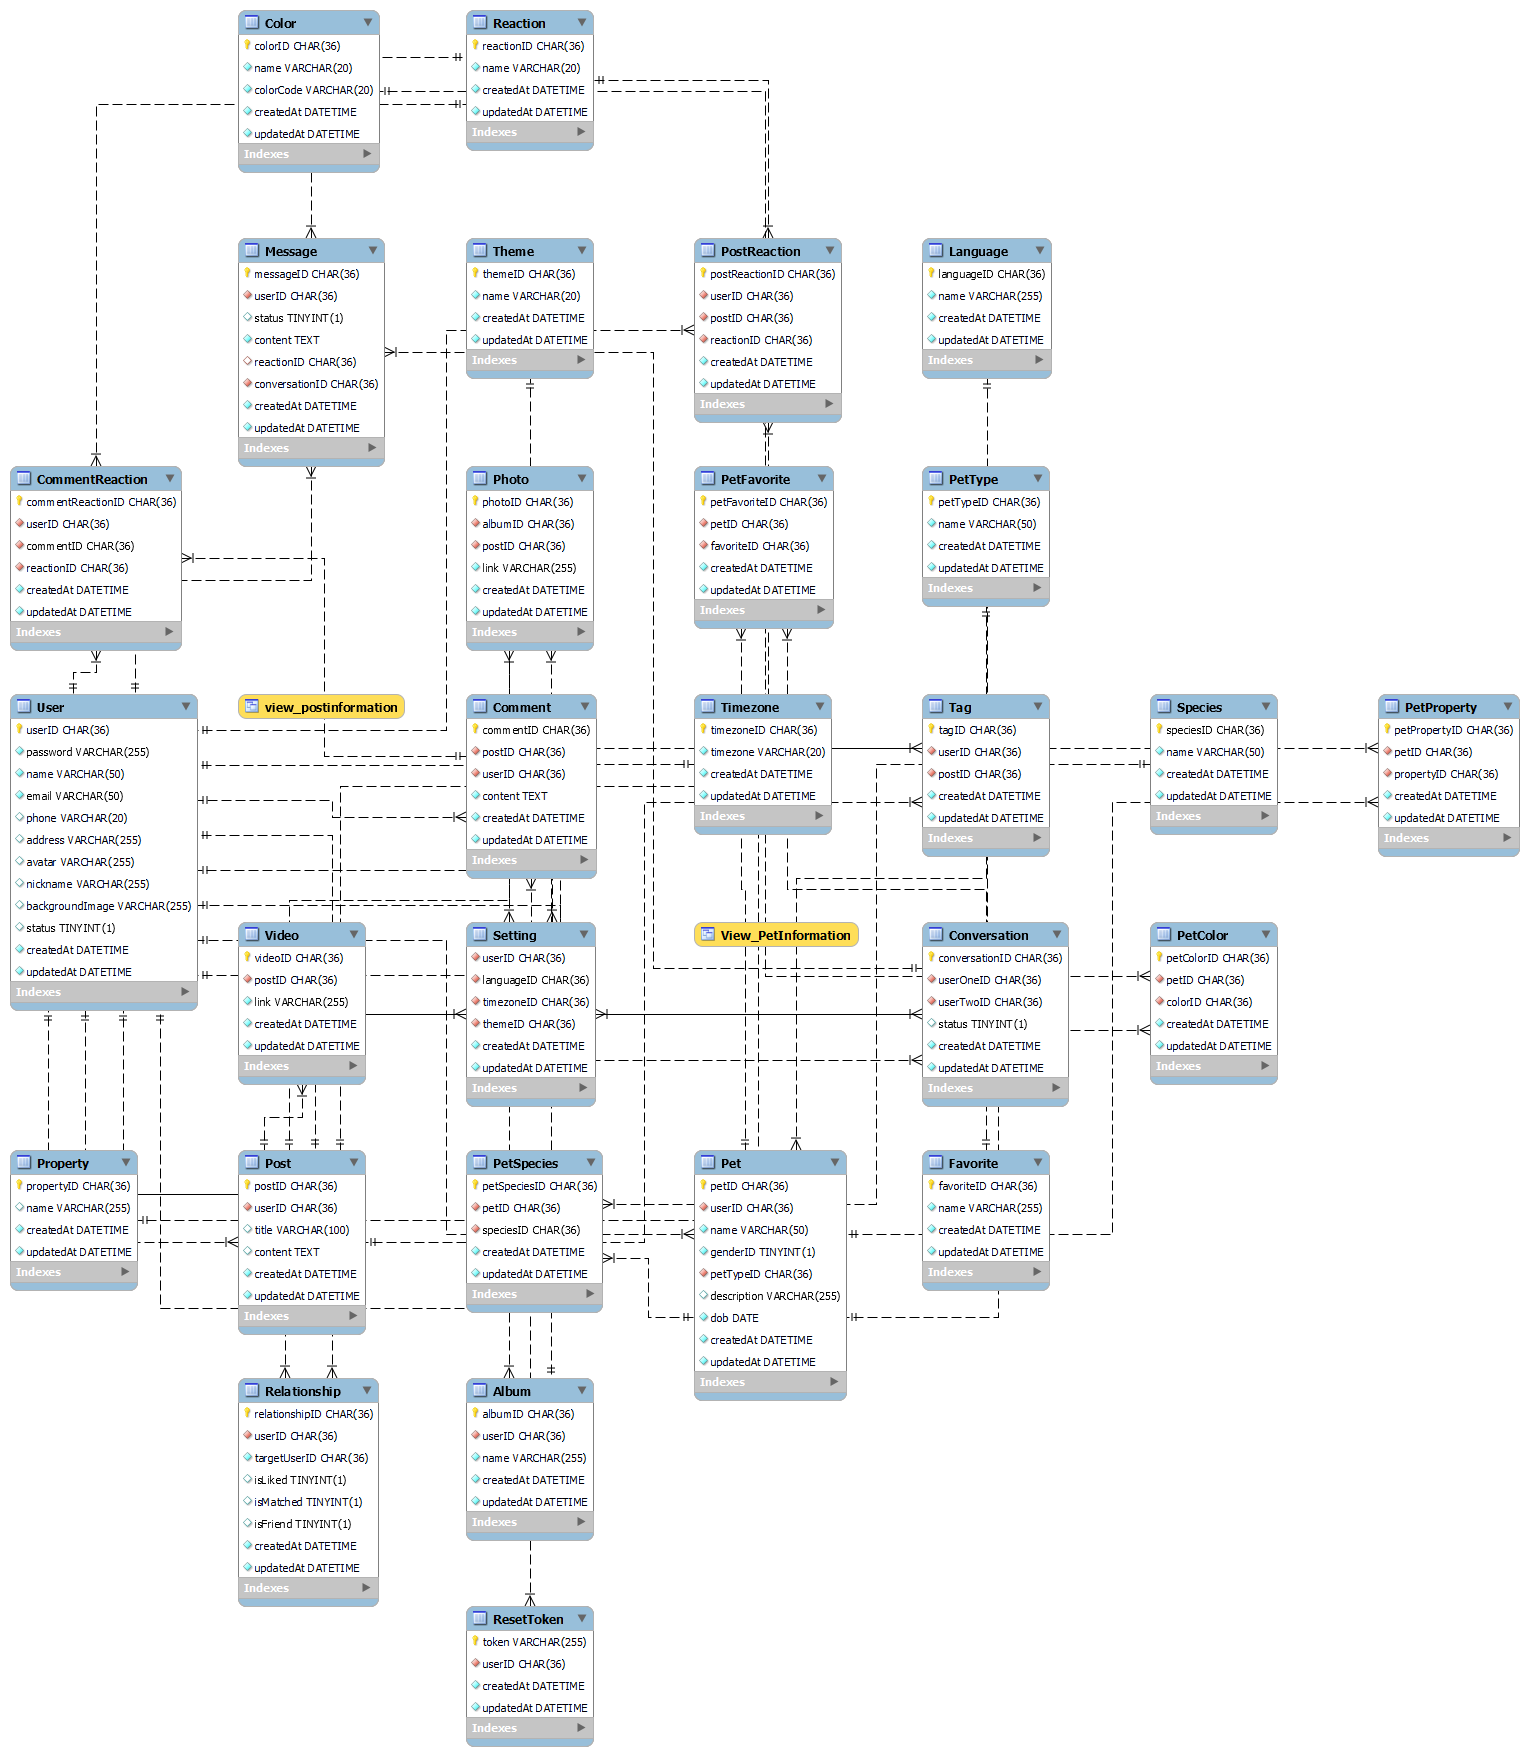 Color
colorID CHAR(36)
name VARCHAR(20)
colorCode VARCHAR(20)
createdAt DATETIME
updatedAt DATETIME
Indexes
Reaction
reactionID CHAR(36)
name VARCHAR(20)
createdAt DATETIME
updatedAt DATETIME
Indexes
Message
messageID CHAR(36)
userID CHAR(36)
status TINYINT(1)
content TEXT
reactionID CHAR(36)
conversationID CHAR(36)
createdAt DATETIME
updatedAt DATETIME
Indexes
Theme
themeID CHAR(36)
name VARCHAR(20)
createdAt DATETIME
updatedAt DATETIME
Indexes
PostReaction
postReactionID CHAR(36)
userID CHAR(36)
postID CHAR(36)
reactionID CHAR(36)
createdAt DATETIME
updatedAt DATETIME
Indexes
Language
languageID CHAR(36)
name VARCHAR(255)
createdAt DATETIME
updatedAt DATETIME
Indexes
CommentReaction
commentReactionID CHAR(36)
userID CHAR(36)
commentID CHAR(36)
reactionID CHAR(36)
createdAt DATETIME
updatedAt DATETIME
Indexes
Photo
photoID CHAR(36)
albumID CHAR(36)
postID CHAR(36)
link VARCHAR(255)
createdAt DATETIME
updatedAt DATETIME
Indexes
PetFavorite
petFavoriteID CHAR(36)
petID CHAR(36)
favoriteID CHAR(36)
createdAt DATETIME
updatedAt DATETIME
Indexes
PetType
petTypeID CHAR(36)
name VARCHAR(50)
createdAt DATETIME
updatedAt DATETIME
Indexes
User
userID CHAR(36)
password VARCHAR(255)
name VARCHAR(50)
email VARCHAR(50)
phone VARCHAR(20)
address VARCHAR(255)
avatar VARCHAR(255)
nickname VARCHAR(255)
backgroundImage VARCHAR(255)
status TINYINT(1)
createdAt DATETIME
updatedAt DATETIME
Indexes
view_postinformation
Comment
commentID CHAR(36)
postID CHAR(36)
userID CHAR(36)
content TEXT
createdAt DATETIME
updatedAt DATETIME
Indexes
Timezone
timezoneID CHAR(36)
timezone VARCHAR(20)
createdAt DATETIME
updatedAt DATETIME
Indexes
Tag
tagID CHAR(36)
userID CHAR(36)
postID CHAR(36)
createdAt DATETIME
updatedAt DATETIME
Indexes
Species
speciesID CHAR(36)
name VARCHAR(50)
createdAt DATETIME
updatedAt DATETIME
Indexes
PetProperty
petPropertyID CHAR(36)
petID CHAR(36)
propertyID CHAR(36)
createdAt DATETIME
updatedAt DATETIME
Indexes
Video
videoID CHAR(36)
postID CHAR(36)
link VARCHAR(255)
createdAt DATETIME
updatedAt DATETIME
Indexes
Setting
userID CHAR(36)
languageID CHAR(36)
timezoneID CHAR(36)
themeID CHAR(36)
createdAt DATETIME
updatedAt DATETIME
Indexes
View_PetInformation
Conversation
conversationID CHAR(36)
userOneID CHAR(36)
userTwoID CHAR(36)
status TINYINT(1)
createdAt DATETIME
updatedAt DATETIME
Indexes
PetColor
petColorID CHAR(36)
petID CHAR(36)
colorID CHAR(36)
createdAt DATETIME
updatedAt DATETIME
Indexes
Property
propertyID CHAR(36)
name VARCHAR(255)
createdAt DATETIME
updatedAt DATETIME
Indexes
Post
postID CHAR(36)
userID CHAR(36)
title VARCHAR(100)
content TEXT
createdAt DATETIME
updatedAt DATETIME
Indexes
PetSpecies
petSpeciesID CHAR(36)
petID CHAR(36)
speciesID CHAR(36)
createdAt DATETIME
updatedAt DATETIME
Indexes
Pet
petID CHAR(36)
userID CHAR(36)
name VARCHAR(50)
genderID TINYINT(1)
petTypeID CHAR(36)
description VARCHAR(255)
dob DATE
createdAt DATETIME
updatedAt DATETIME
Indexes
Favorite
favoriteID CHAR(36)
name VARCHAR(255)
createdAt DATETIME
updatedAt DATETIME
Indexes
Relationship
relationshipID CHAR(36)
userID CHAR(36)
targetUserID CHAR(36)
isLiked TINYINT(1)
isMatched TINYINT(1)
isFriend TINYINT(1)
createdAt DATETIME
updatedAt DATETIME
Indexes
Album
albumID CHAR(36)
userID CHAR(36)
name VARCHAR(255)
createdAt DATETIME
updatedAt DATETIME
Indexes
ResetToken
token VARCHAR(255)
userID CHAR(36)
createdAt DATETIME
updatedAt DATETIME
Indexes